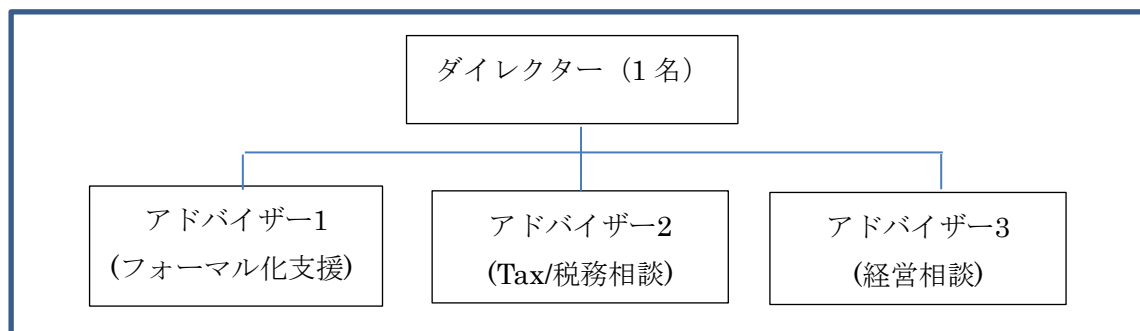 ダイレクター（1 名）
アドバイザー1
(フォーマル化支援)
アドバイザー2
(Tax/税務相談)
アドバイザー3
(経営相談)